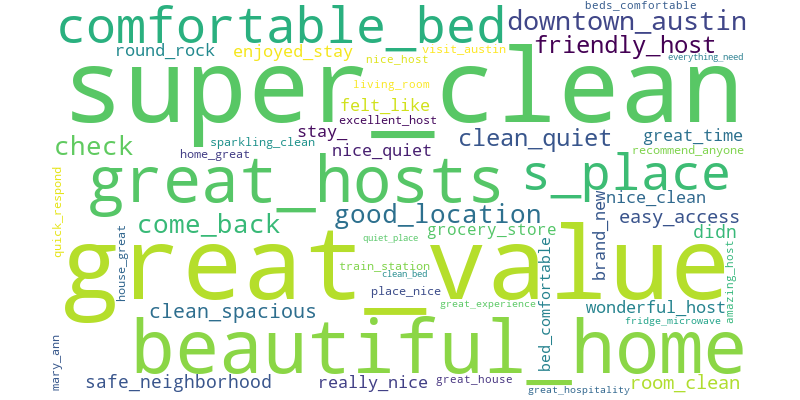 beds_comfortable
comfortable_bed
downtown_austin
friendly_host
round_rock
enjoyed_stay
visit_austin
nice_host
everything_need
super_clean
living_room
felt_like
excellent_host
stay_
clean_quiet
great_time
check
sparkling_clean
home_great
nice_quiet
recommend_anyone
quick_respond
great_hosts
s_place
nice_clean
brand_new
come_back
good_location
easy_access
house_great
grocery_store
didn
quiet_place
great_value
train_station
clean_bed
bed_comfortable
amazing_host
place_nice
clean_spacious
great_experience
wonderful_host
fridge_microwave
beautiful_home
mary_ann
safe_neighborhood
really_nice
great_house
great_hospitality
room_clean